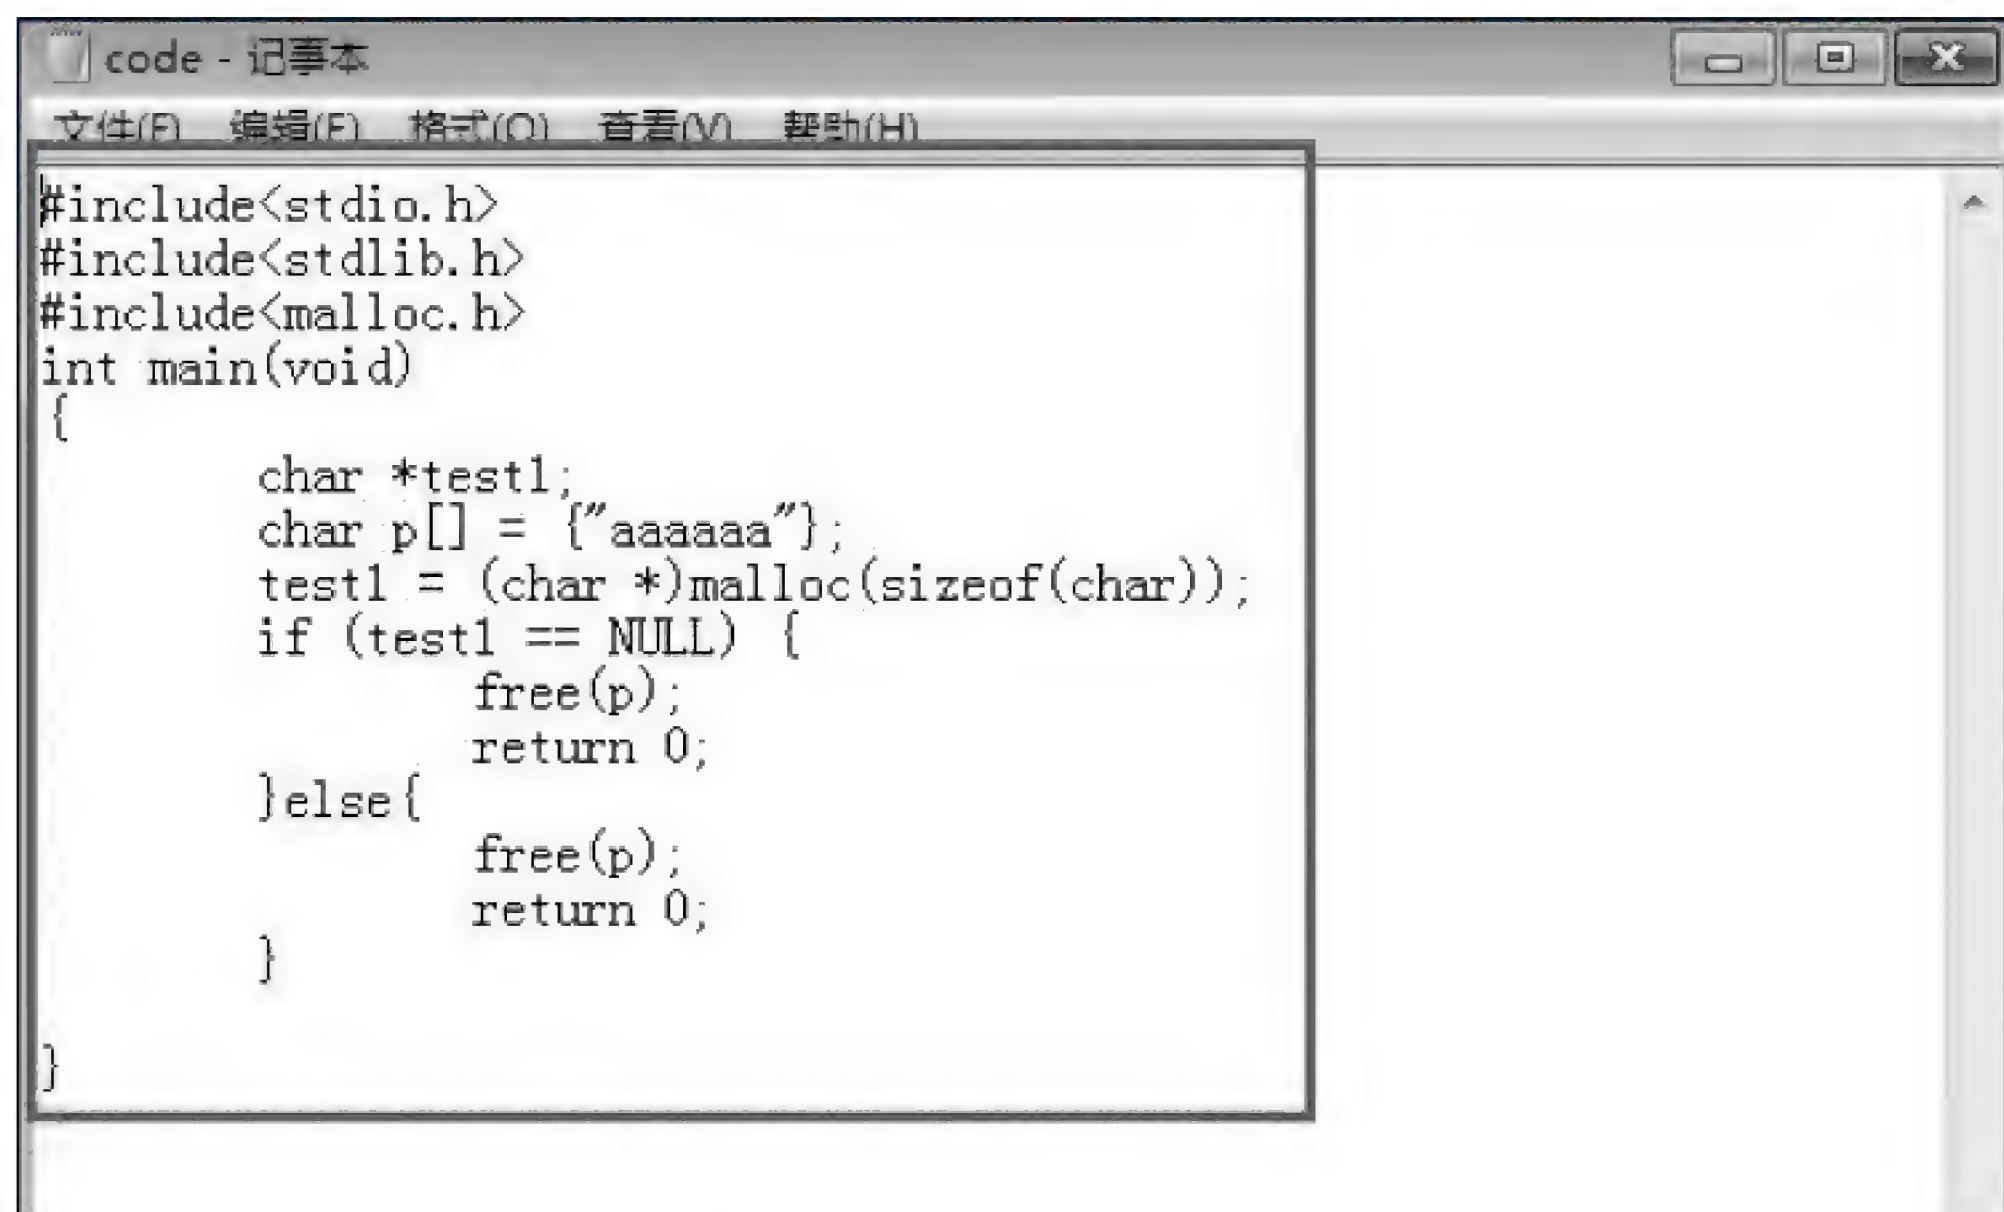 code - 记事本
文件(F) 编辑(E) 格式(O) 查看(V) 帮助(H)
#include<stdio.h>
#include<stdlib.h>
#include<malloc.h>
int main(void)
{
char *test1;
char p[] = {"aaaaaa"};
test1 = (char *)malloc(sizeof(char));
if (test1 == NULL) {
free(p);
return 0;
}else{
free(p);
return 0;
}
}